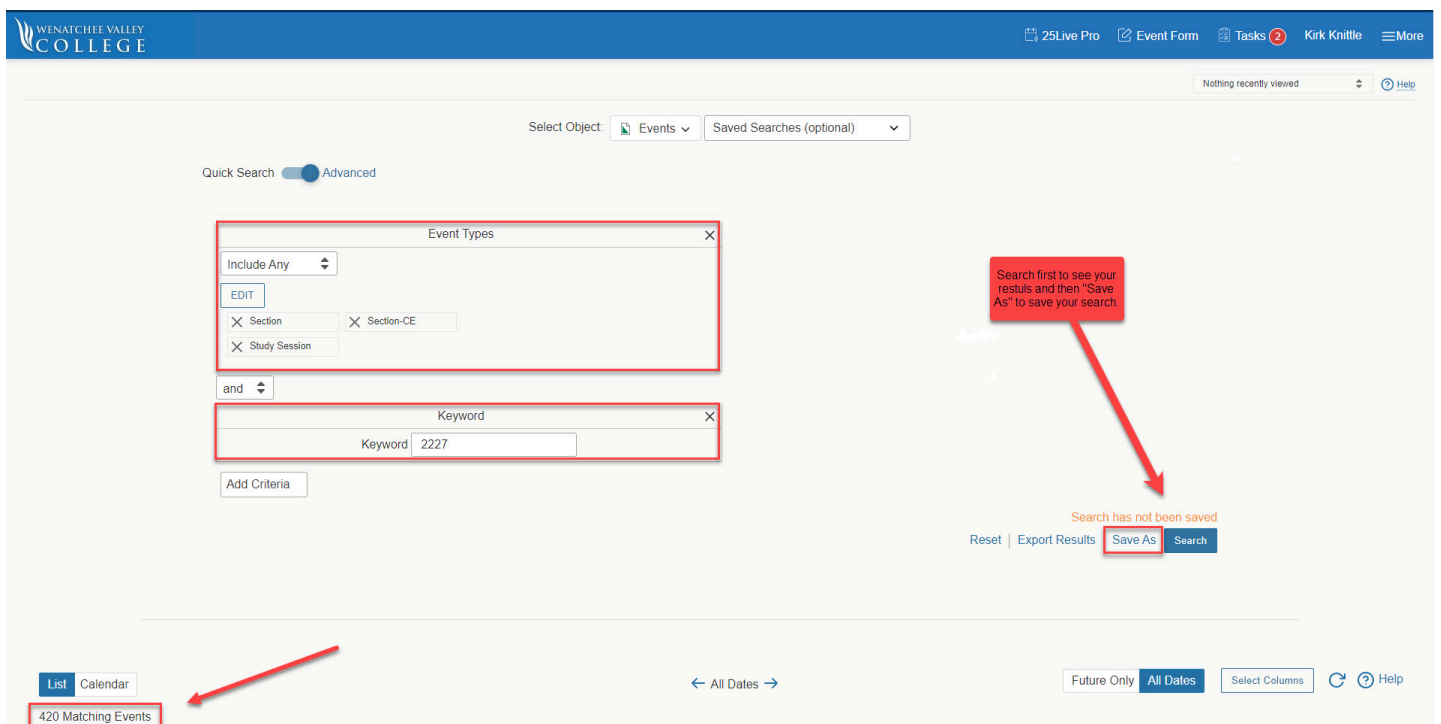 WENATCHEE VALLEY
COLLEGE
25Live Pro Event Form Tasks 2 Kirk Knittle More
Nothing recently viewed Help
Select Object: Events Saved Searches (optional)
Quick Search Advanced
Event Types
Include Any
EDIT
Section Section-CE
Study Session
Search first to see your
restuls and then "Save
As" to save your search.
and
Keyword
Keyword 2227
Add Criteria
Search has not been saved
Reset | Export Results Save As Search
List Calendar All Dates Future Only All Dates Select Columns Help
420 Matching Events